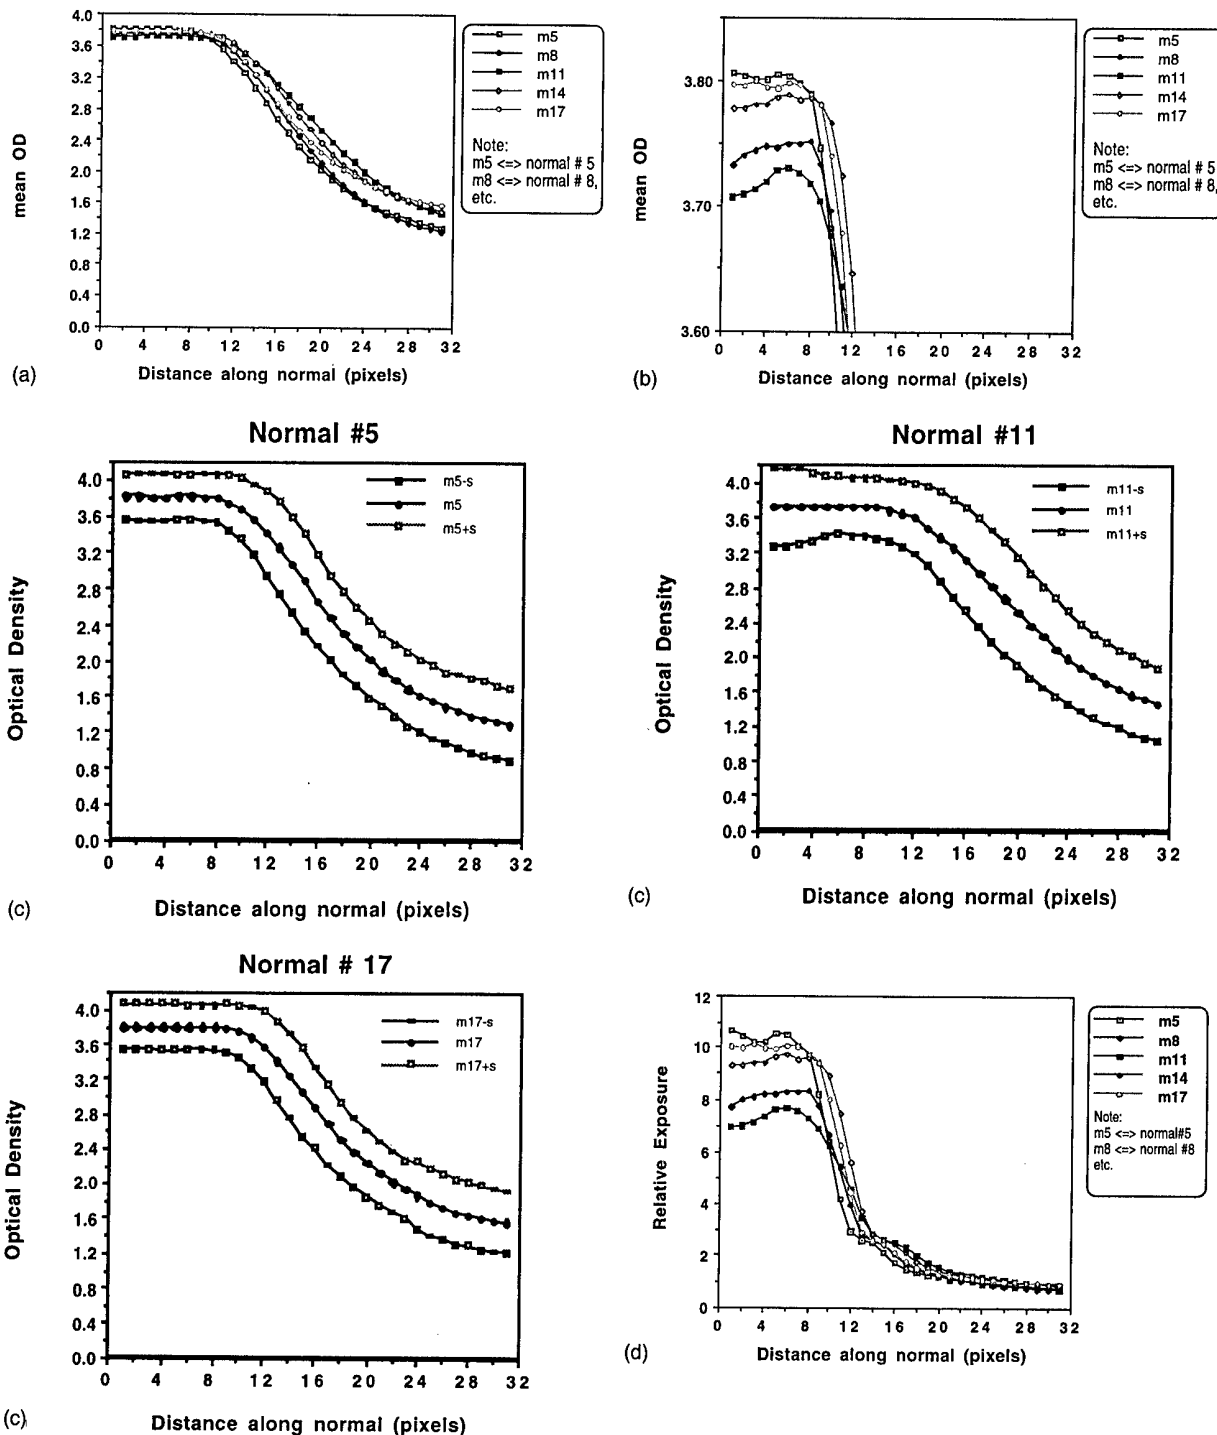 4.0
3.6
3.2
2.8
2.4
2.0
1.6
1.2
0.8
0.4
0.0
mean OD
0 4 8 12 16 20 24 28 32
Distance along normal (pixels)
(a)
m5
m8
m11
m14
m17
Note:
m5 <=> normal # 5
m8 <=> normal # 8,
etc.
3.80
3.70
3.60
mean OD
0 4 8 12 16 20 24 28 32
Distance along normal (pixels)
(b)
m5
m8
m11
m14
m17
Note:
m5 <=> normal # 5
m8 <=> normal # 8,
etc.
Normal #5
4.0
3.6
3.2
2.8
2.4
2.0
1.6
1.2
0.8
0.4
0.0
Optical Density
m5-s
m5
m5+s
0 4 8 12 16 20 24 28 32
Distance along normal (pixels)
(c)
Normal #11
4.0
3.6
3.2
2.8
2.4
2.0
1.6
1.2
0.8
0.4
0.0
Optical Density
m11-s
m11
m11+s
0 4 8 12 16 20 24 28 32
Distance along normal (pixels)
(c)
Normal # 17
4.0
3.6
3.2
2.8
2.4
2.0
1.6
1.2
0.8
0.4
0.0
Optical Density
m17-s
m17
m17+s
0 4 8 12 16 20 24 28 32
Distance along normal (pixels)
(c)
12
10
8
6
4
2
0
Relative Exposure
0 4 8 12 16 20 24 28 32
Distance along normal (pixels)
(d)
m5
m8
m11
m14
m17
Note:
m5 <=> normal#5
m8 <=> normal #8
etc.